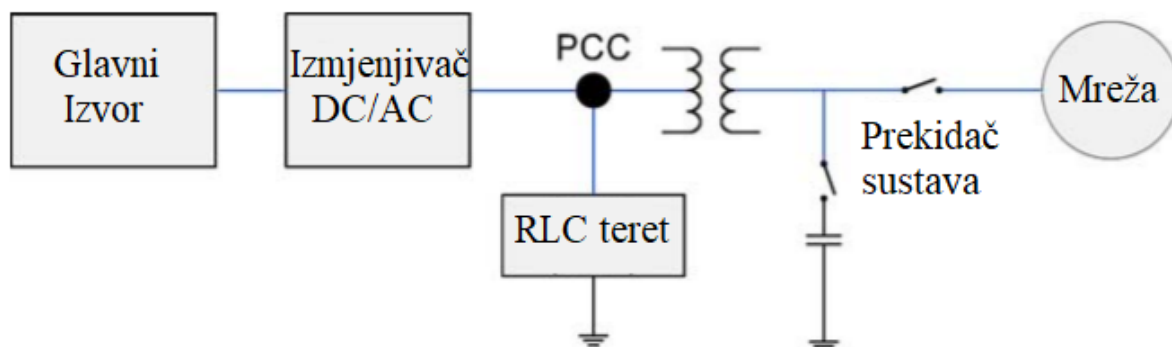 Glavni
Izvor
Izmjenjivač
DC/AC
PCC
RLC teret
Prekidač
sustava
Mreža